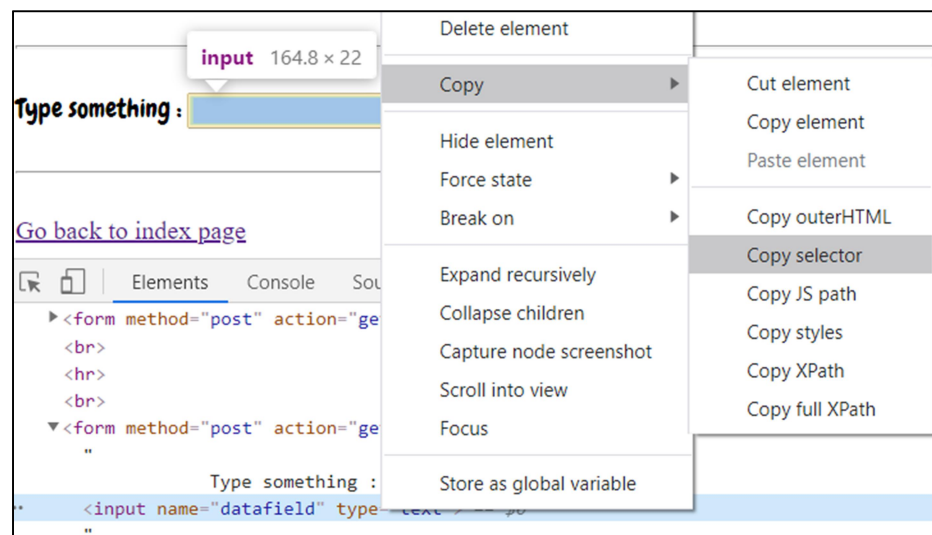 Delete element
input 164.8 × 22
Copy
Cut element
Type something :
Copy element
Hide element
Paste element
Force state
Break on
Copy outerHTML
Go back to index page
Copy selector
Expand recursively
Elements Console Sou
Copy JS path
Collapse children
<form method="post" action="ge
Copy styles
<br>
Capture node screenshot
<hr>
Copy XPath
Scroll into view
<br>
Copy full XPath
<form method="post" action="ge
Focus
"
Type something :
Store as global variable
<input name="datafield" type="text"> == $0
"